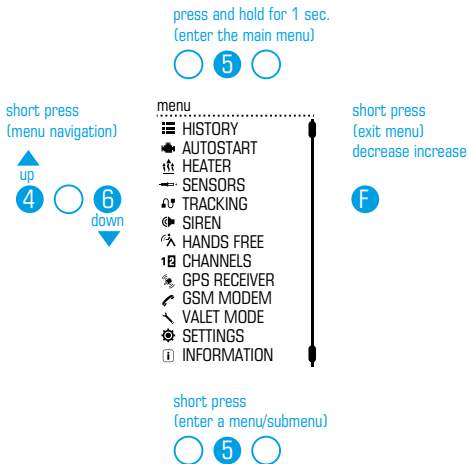 press and hold for 1 sec.
(enter the main menu)
5
short press
(menu navigation)
up
4 6
down
menu
HISTORY
AUTOSTART
HEATER
SENSORS
TRACKING
SIREN
HANDS FREE
12 CHANNELS
GPS RECEIVER
GSM MODEM
VALET MODE
SETTINGS
i INFORMATION
short press
(exit menu)
decrease increase
F
short press
(enter a menu/submenu)
5